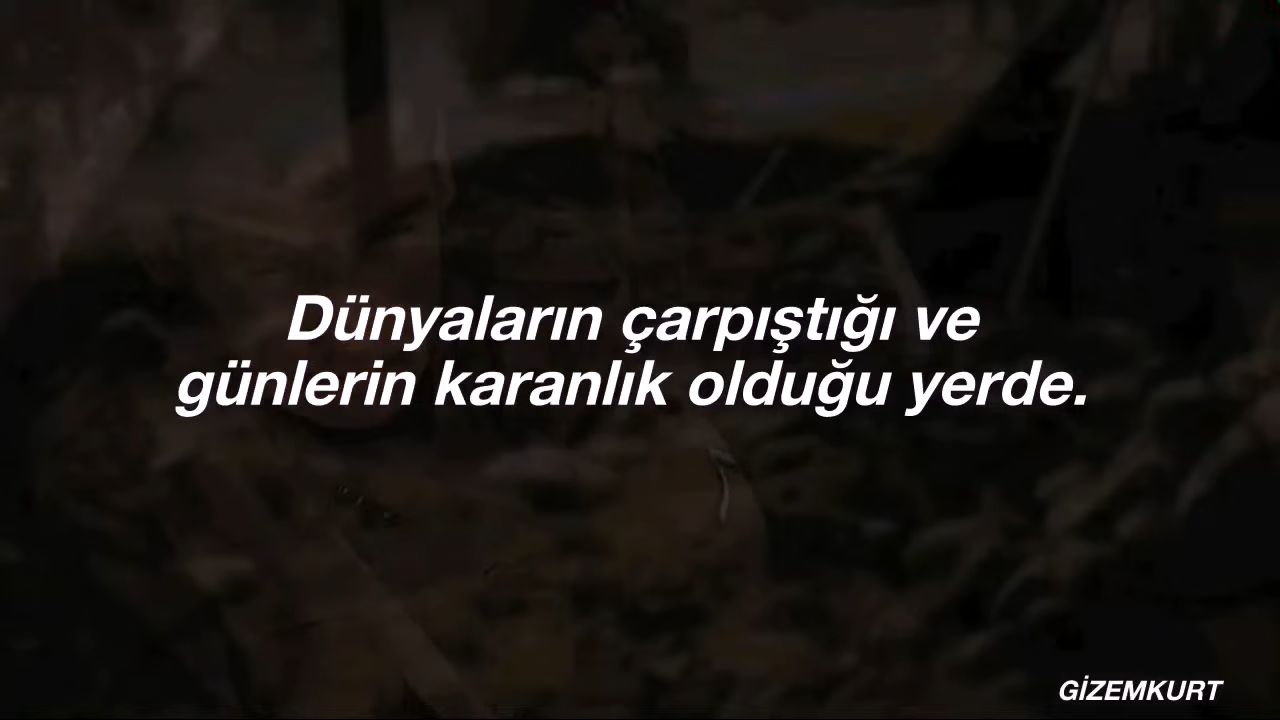 Dünyaların çarpıştığı ve
günlerin karanlık olduğu yerde.
GİZEMKURT